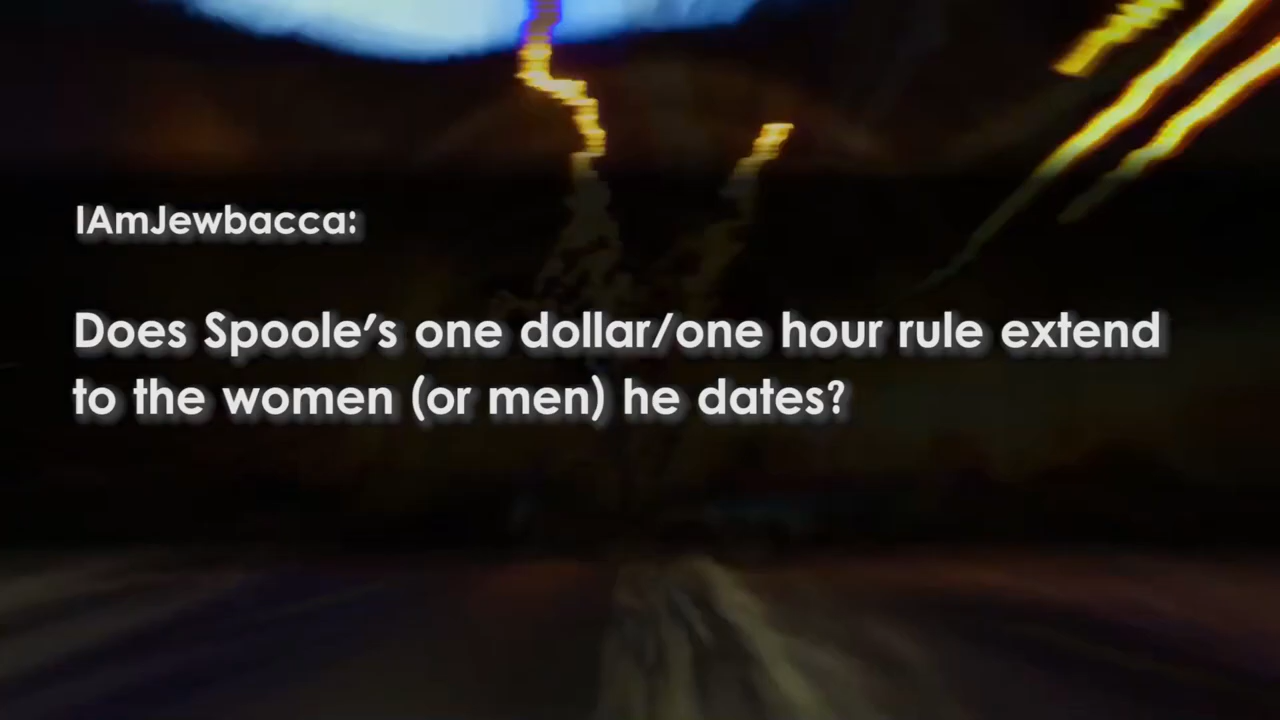 IAmJewbacca:
Does Spoole's one dollar/one hour rule extend
to the women (or men) he dates?